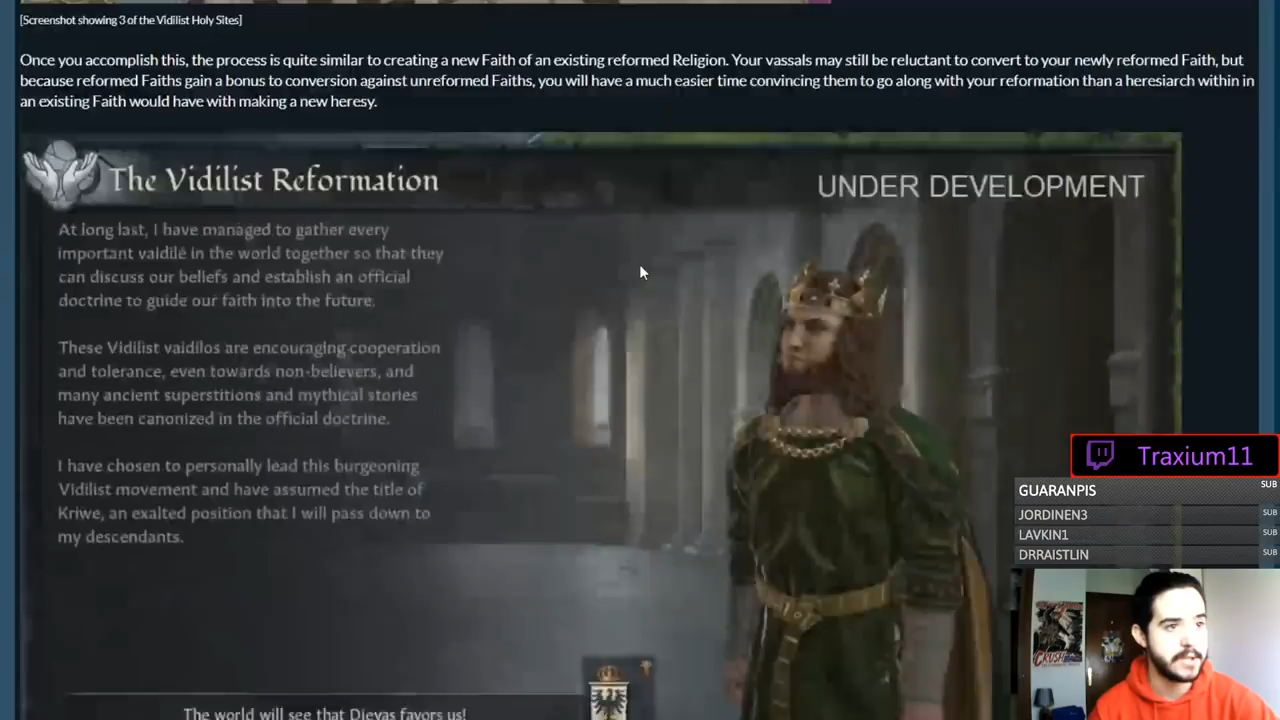 [Screenshot showing 3 of the Vidilist Holy Sites]
Once you accomplish this, the process is quite similar to creating a new Faith of an existing reformed Religion. Your vassals may still be reluctant to convert to your newly reformed Faith, but
because reformed Faiths gain a bonus to conversion against unreformed Faiths, you will have a much easier time convincing them to go along with your reformation than a heresiarch within in
an existing Faith would have with making a new heresy.
The Vidilist Reformation
UNDER DEVELOPMENT
At long last, I have managed to gather every
important valdilė in the world together so that they
can discuss our beliefs and establish an official
doctrine to guide our faith into the future.
These Vidilist vaidilos are encouraging cooperation
and tolerance, even towards non-believers, and
many ancient superstitions and mythical stories
have been canonized in the official doctrine.
I have chosen to personally lead this burgeoning
Vidilist movement and have assumed the title of
Kriwe, an exalted position that I will pass down to
my descendants.
The world will see that Dievas favors us!
Traxium11
GUARANPIS SUB
JORDINEN3 SUB
LAVKIN1 SUB
DRRAISTLIN SUB
CRUSH